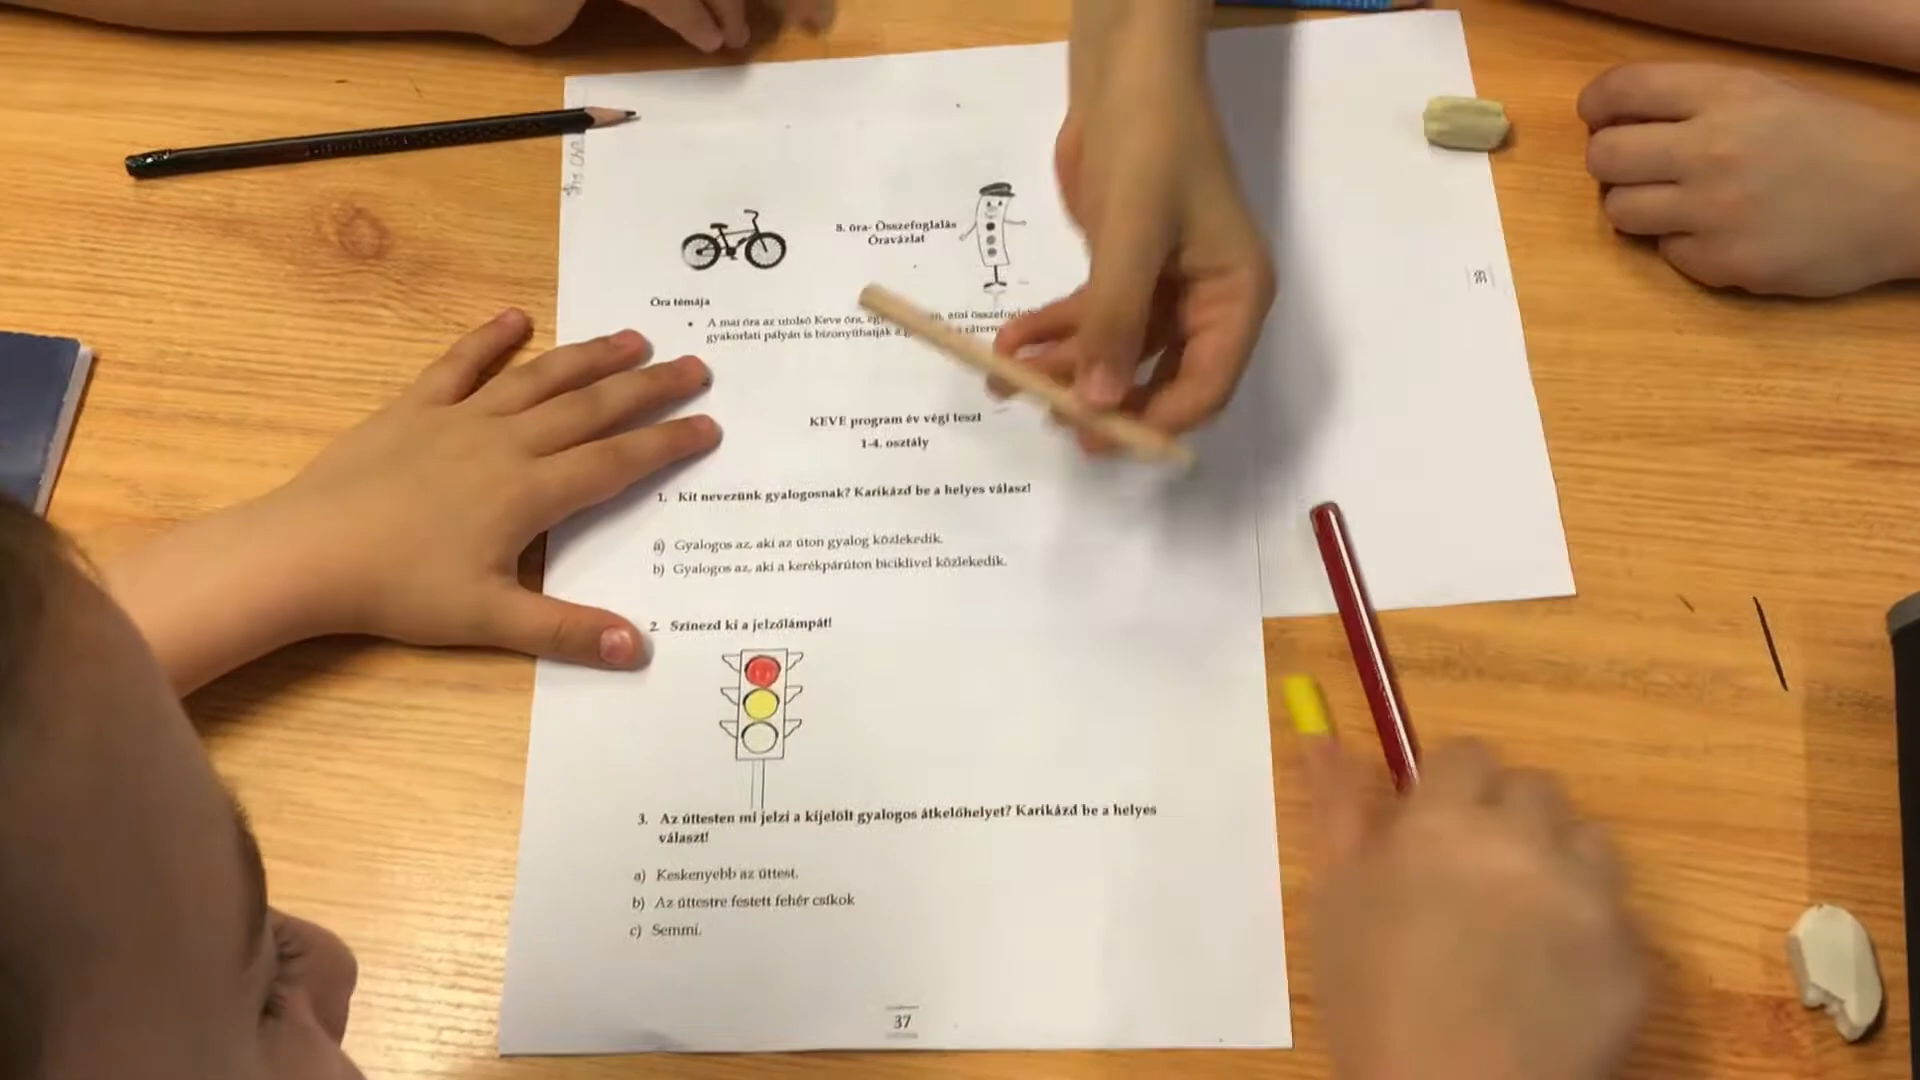 8. óra- Összefoglalás
Óravázlat
Óra témája
A mai óra az utolsó Keve óra, ami
gyakorlati pályán is bizonyíthatják a
KEVE program év végi teszt
1-4. osztály
1. Kit nevezünk gyalogosnak? Karikázd be a helyes válasz!
a) Gyalogos az, aki az úton gyalog közlekedik.
b) Gyalogos az, aki a kerékpárúton biciklivel közlekedik.
2. Színezd ki a jelzőlámpát!
3. Az úttesten mi jelzi a kijelölt gyalogos átkelőhelyet? Karikázd be a helyes
választ!
a) Keskenyebb az úttest.
b) Az úttestre festett fehér csíkok
c) Semmi.
37